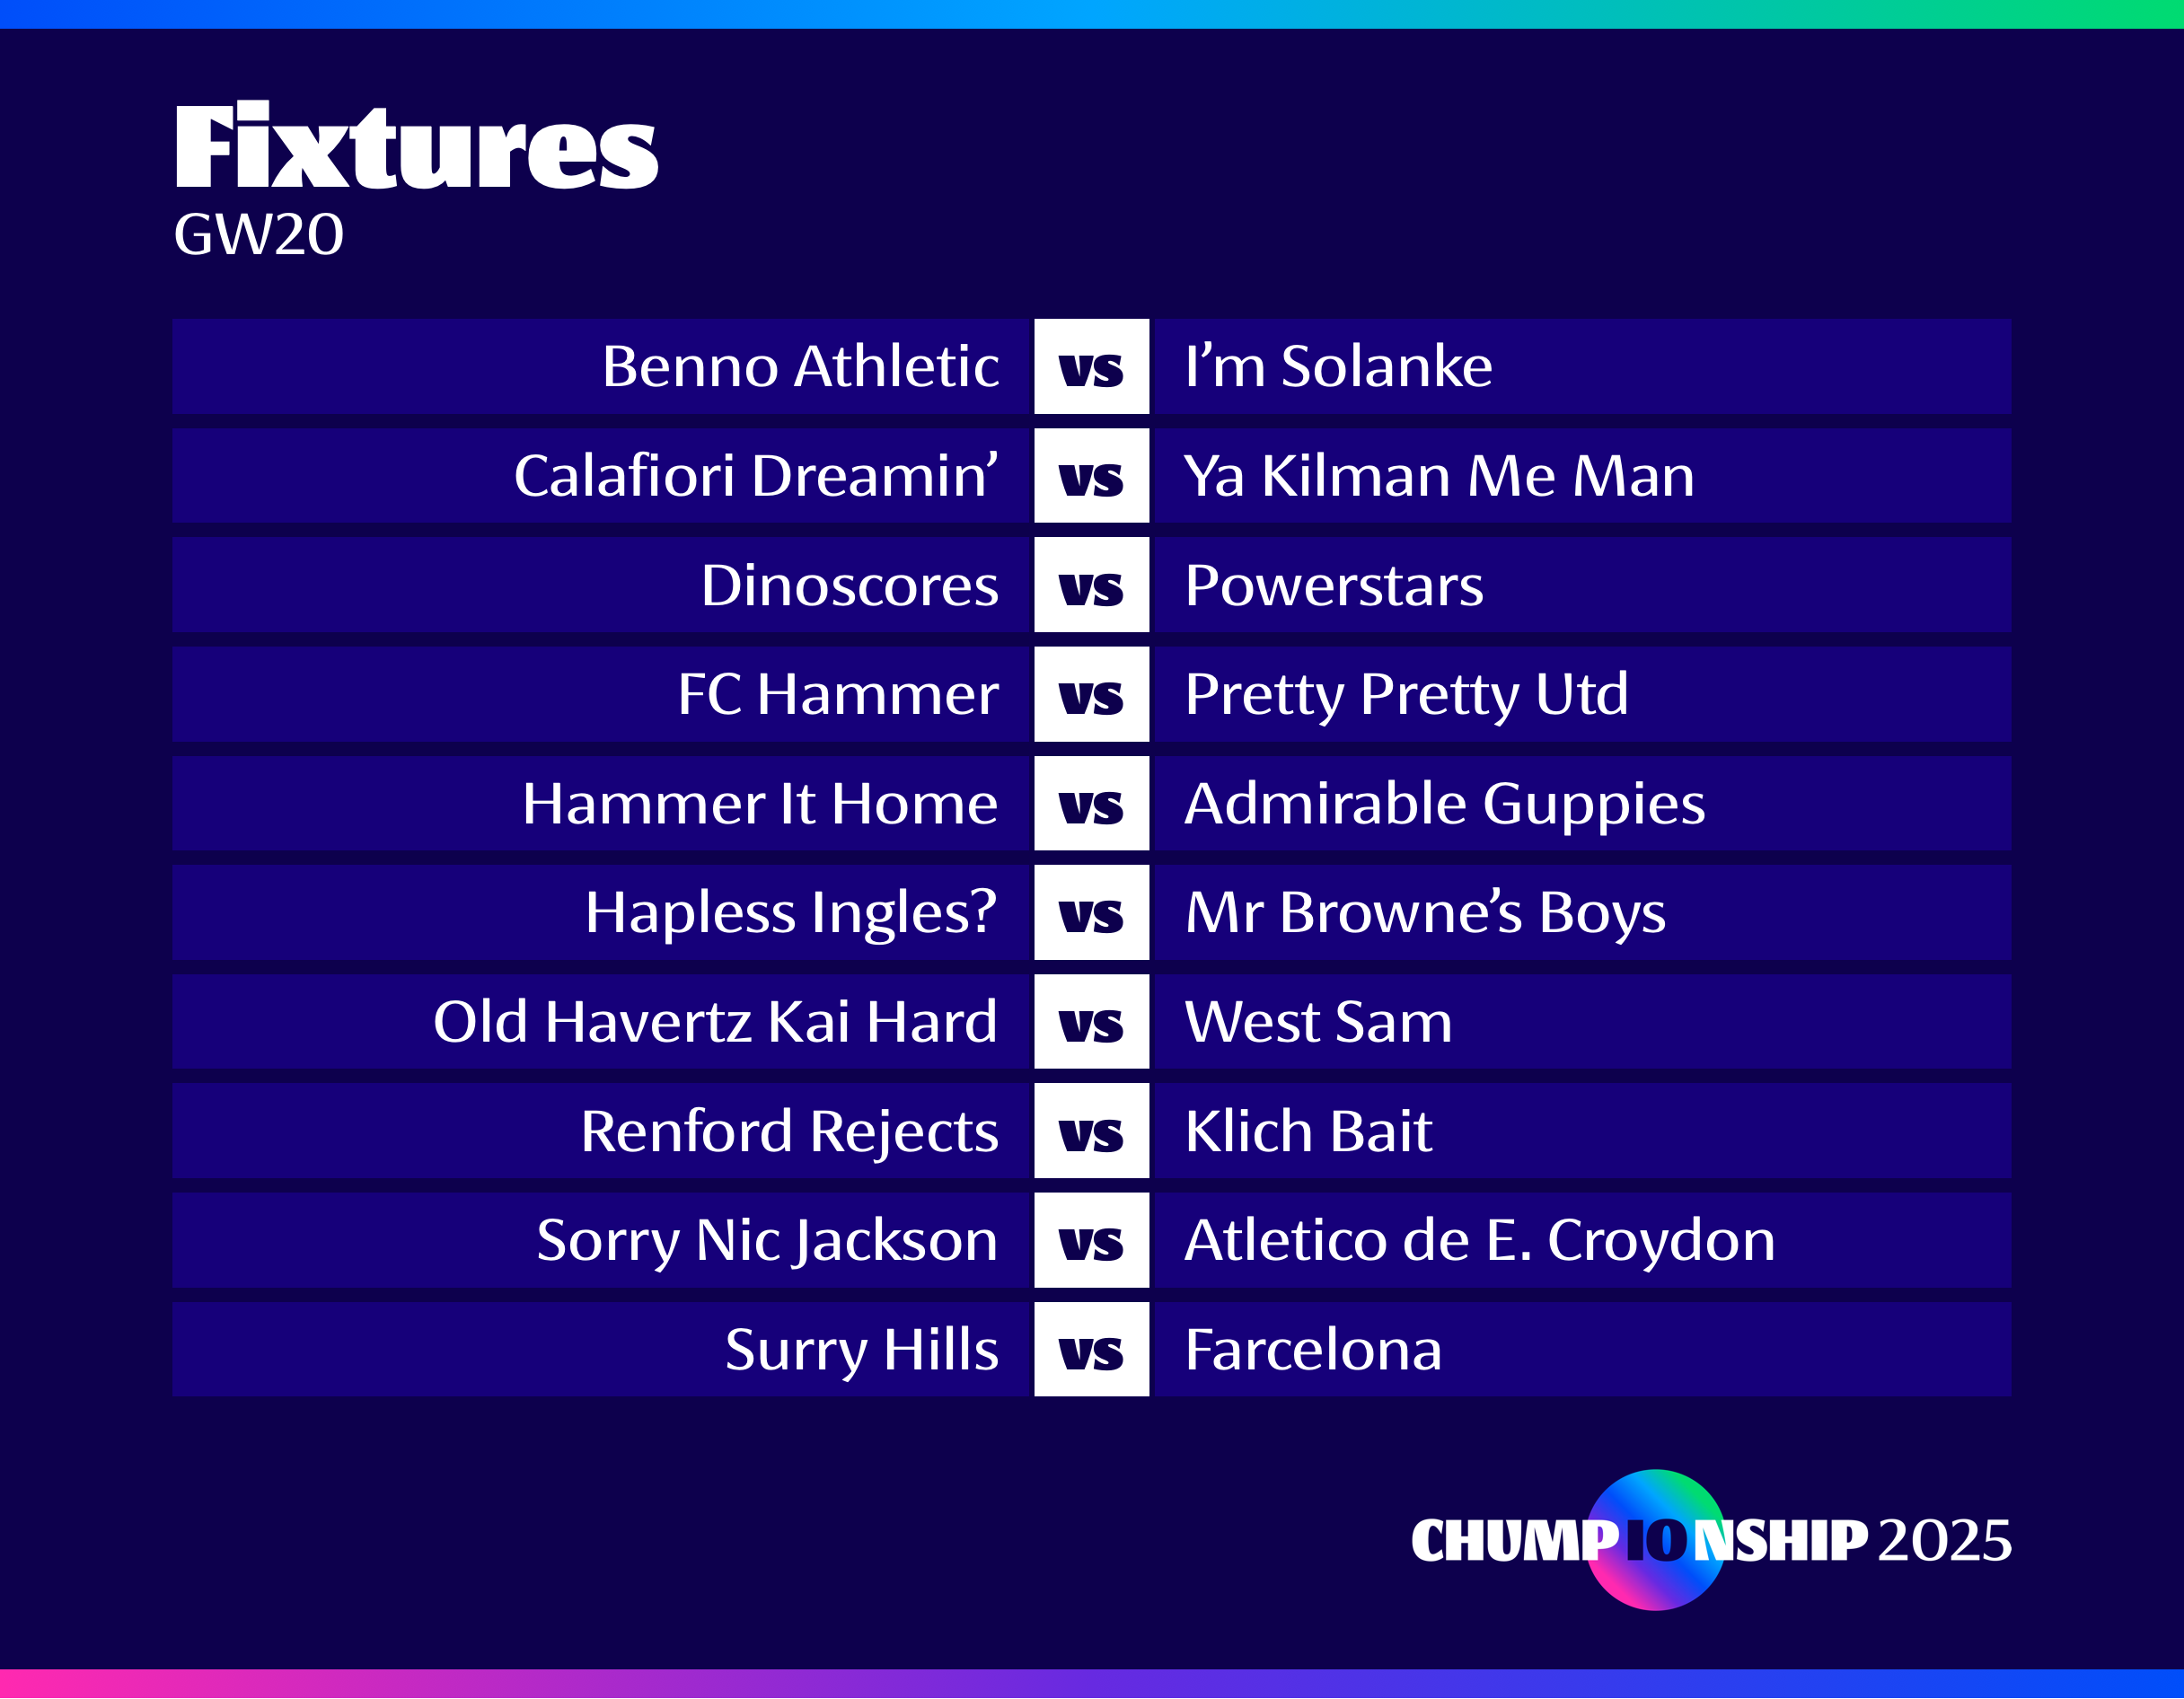 Fixtures
GW20
Benno Athletic vs I’m Solanke
Calafiori Dreamin’ vs Ya Kilman Me Man
Dinoscores vs Powerstars
FC Hammer vs Pretty Pretty Utd
Hammer It Home vs Admirable Guppies
Hapless Ingles? vs Mr Browne’s Boys
Old Havertz Kai Hard vs West Sam
Renford Rejects vs Klich Bait
Sorry Nic Jackson vs Atletico de E. Croydon
Surry Hills vs Farcelona
CHUMPIONSHIP 2025